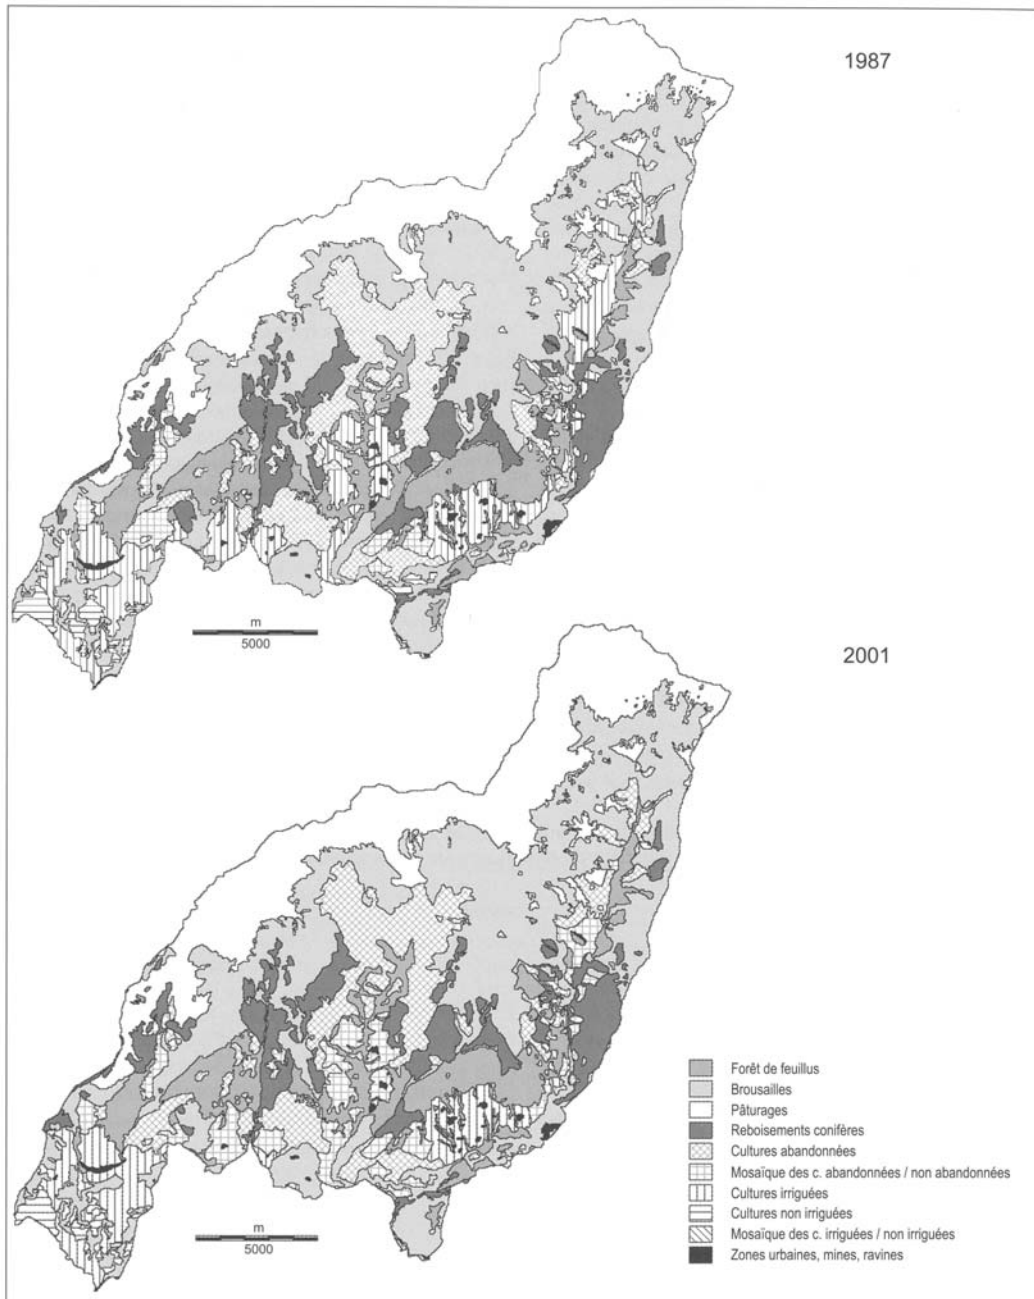 1987
m
5000
2001
m
5000
Forêt de feuillus
Brousailles
Pâturages
Reboisements conifères
Cultures abandonnées
Mosaïque des c. abandonnées / non abandonnées
Cultures irriguées
Cultures non irriguées
Mosaïque des c. irriguées / non irriguées
Zones urbaines, mines, ravines